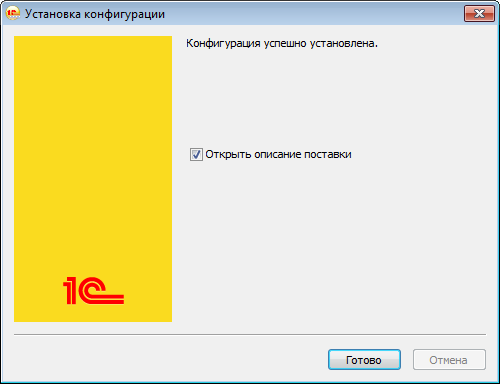 Установка конфигурации
Конфигурация успешно установлена.
Открыть описание поставки
1С
Готово
Отмена